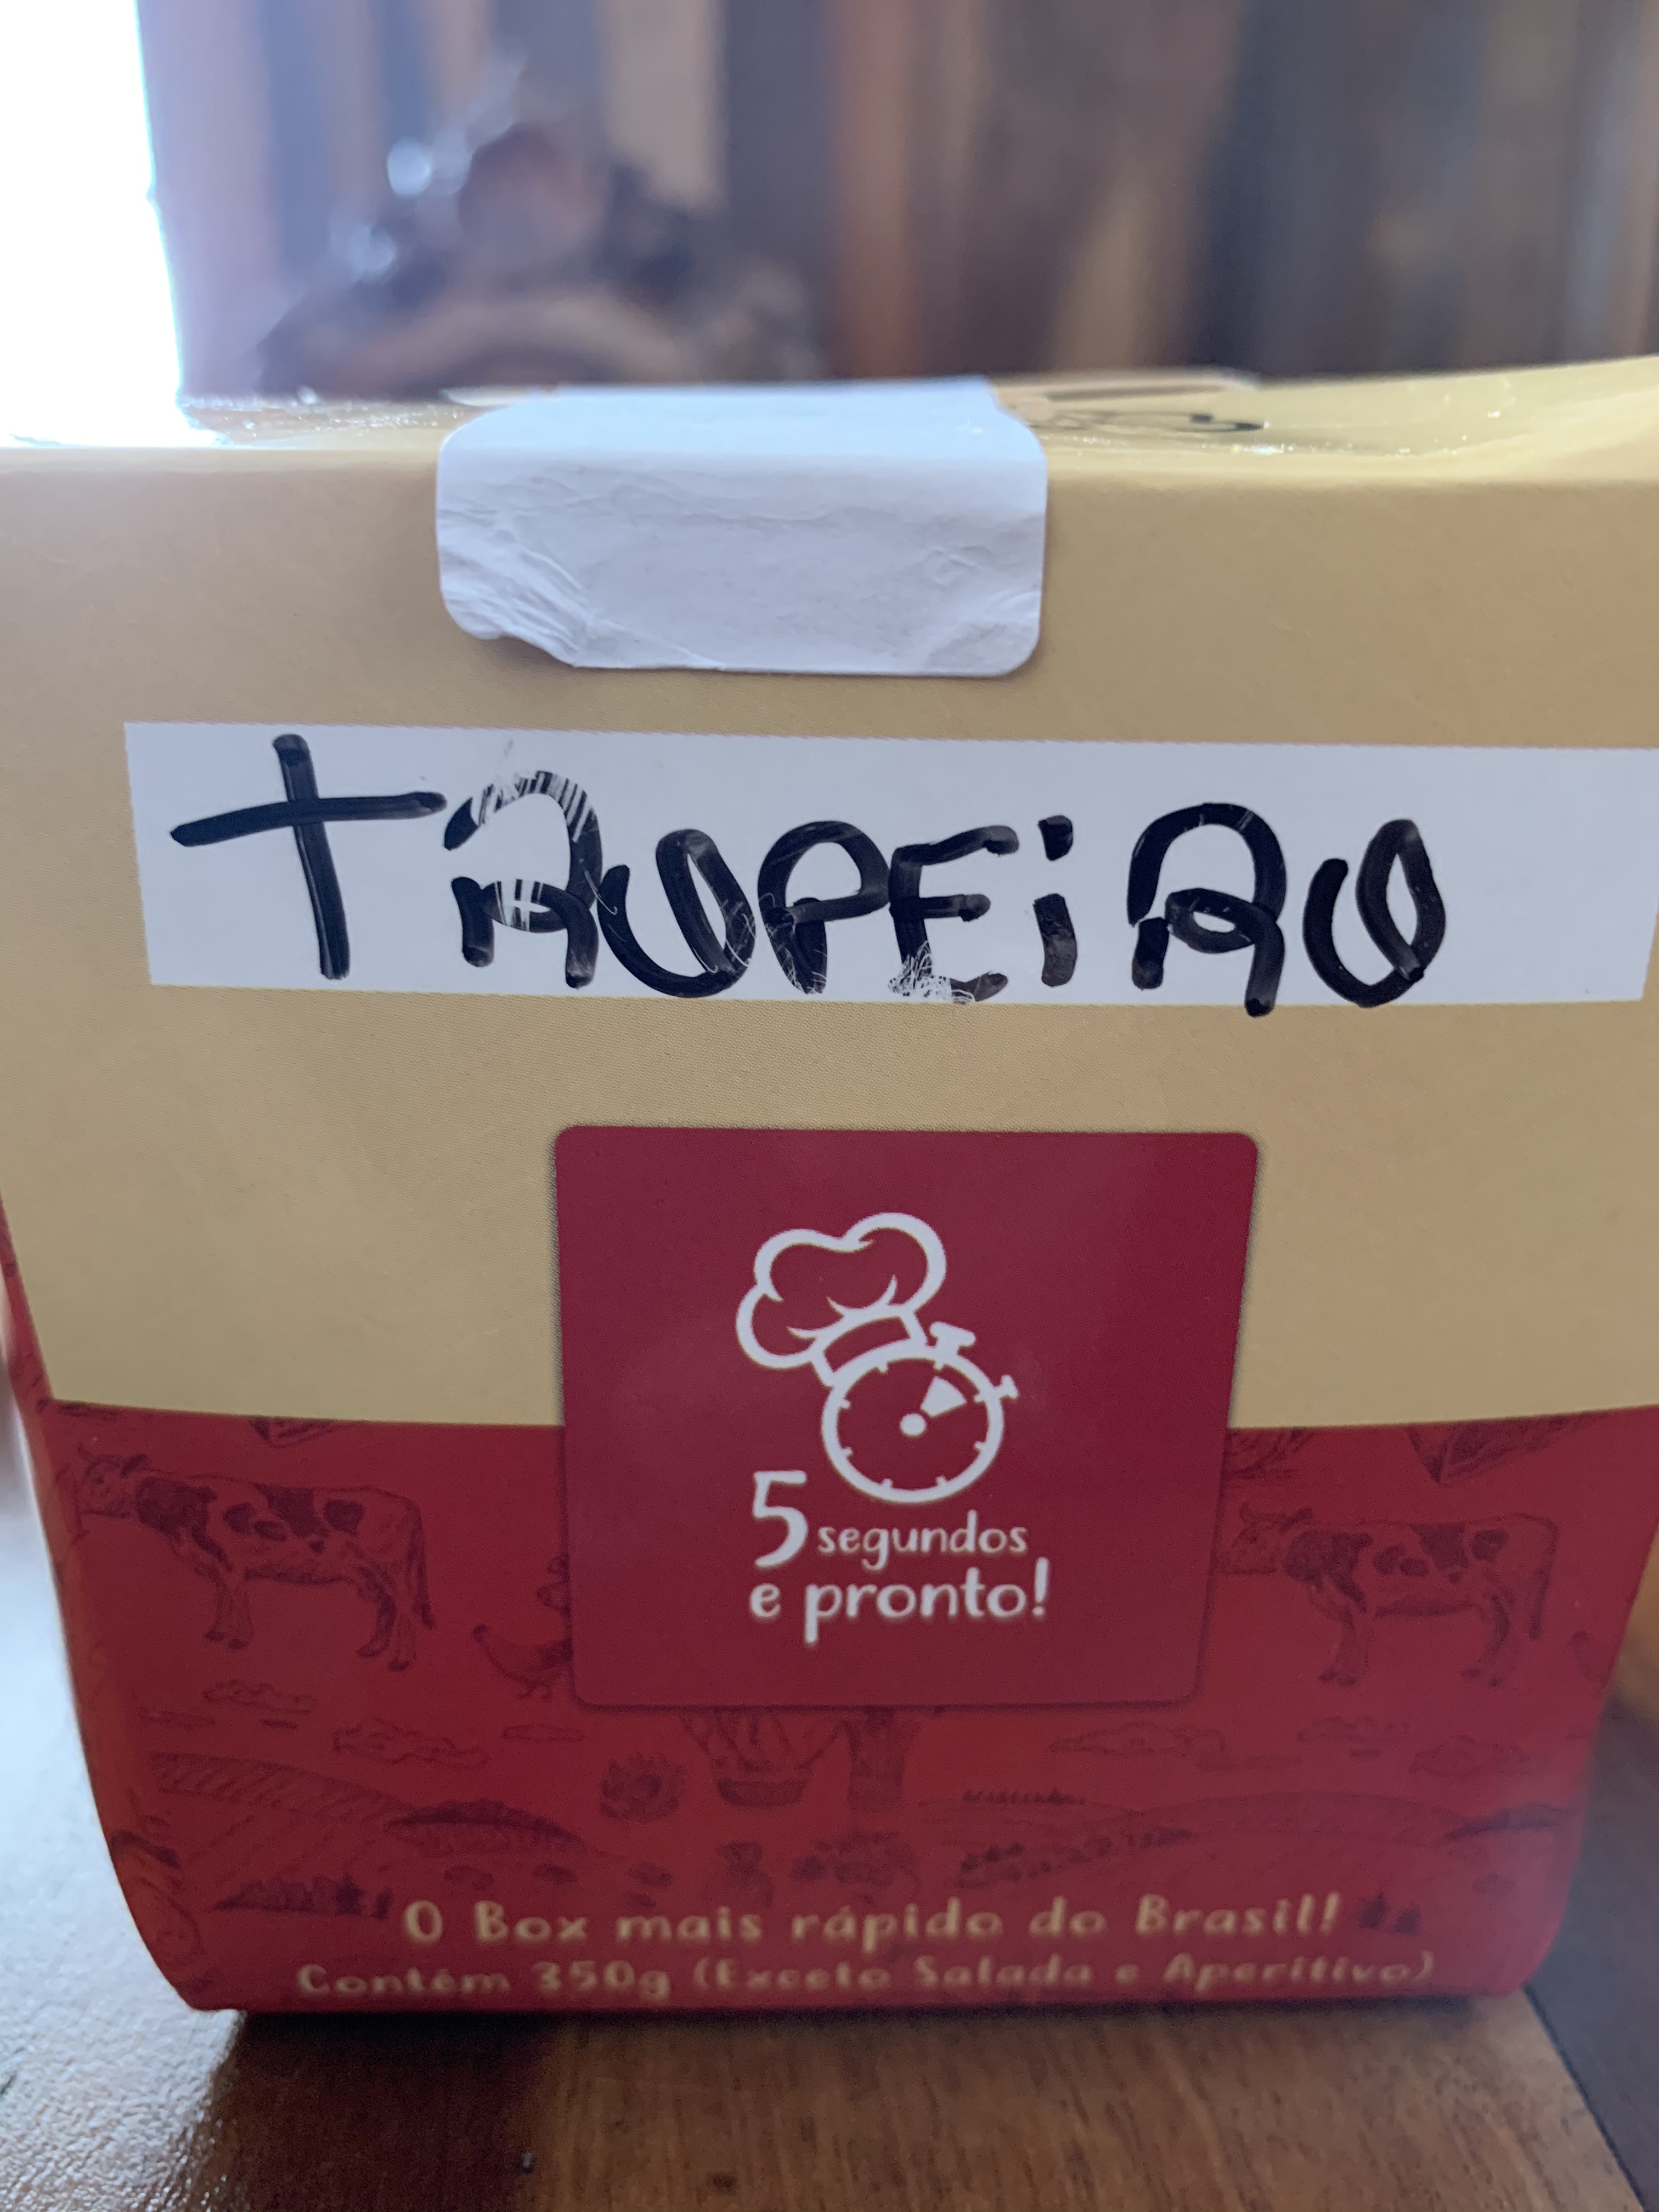 TROPEiRO
5 segundos
e pronto!
O Box mais rápido do Brasil!
Contém 350g (Exceto Salada e Aperitivo)